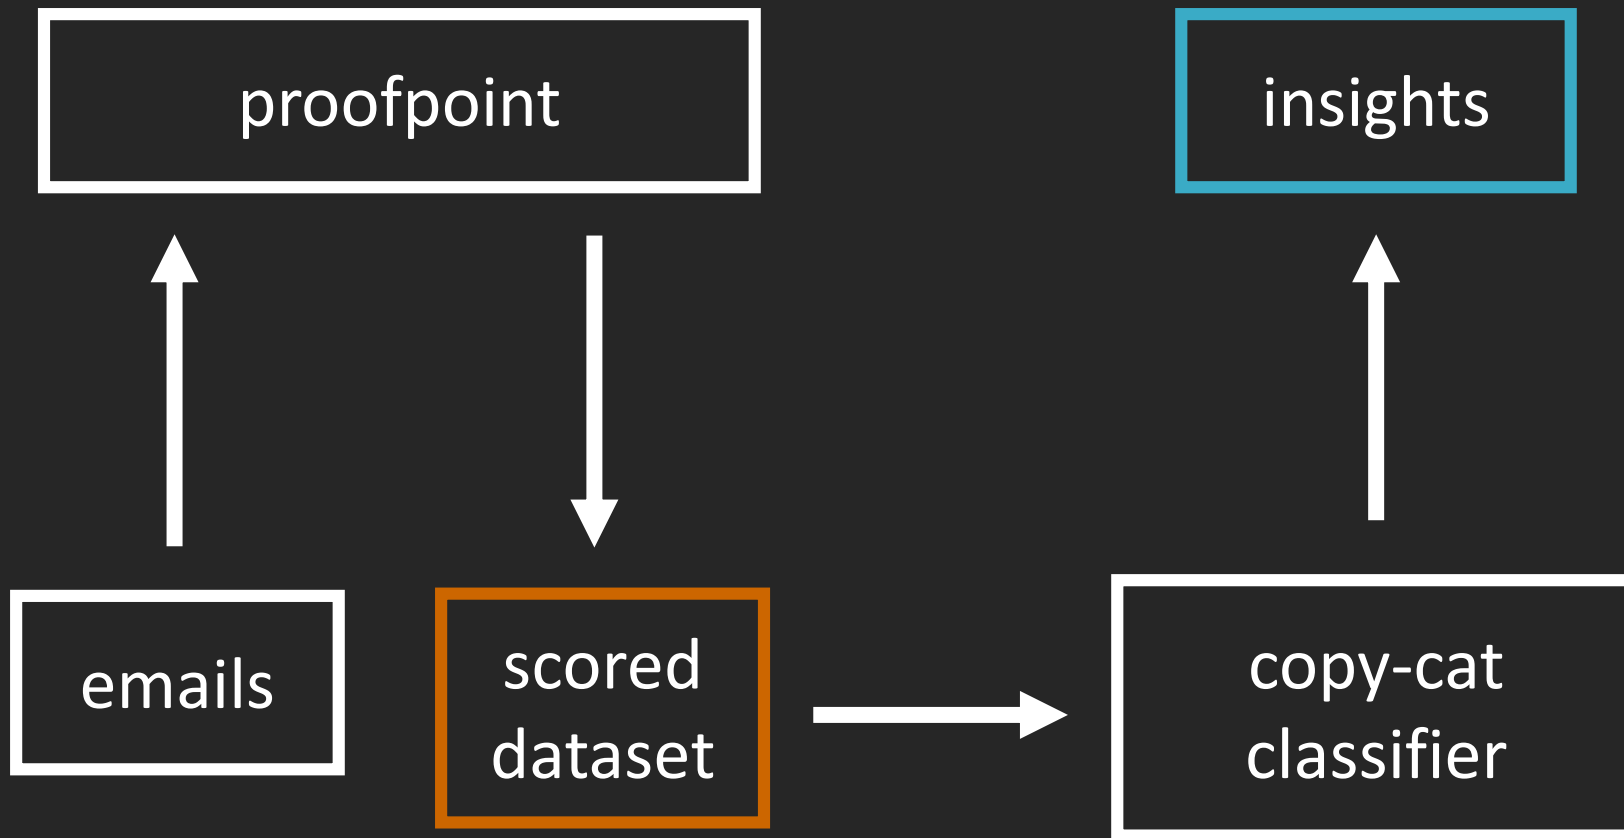 proofpoint
insights
emails
scored
dataset
copy-cat
classifier